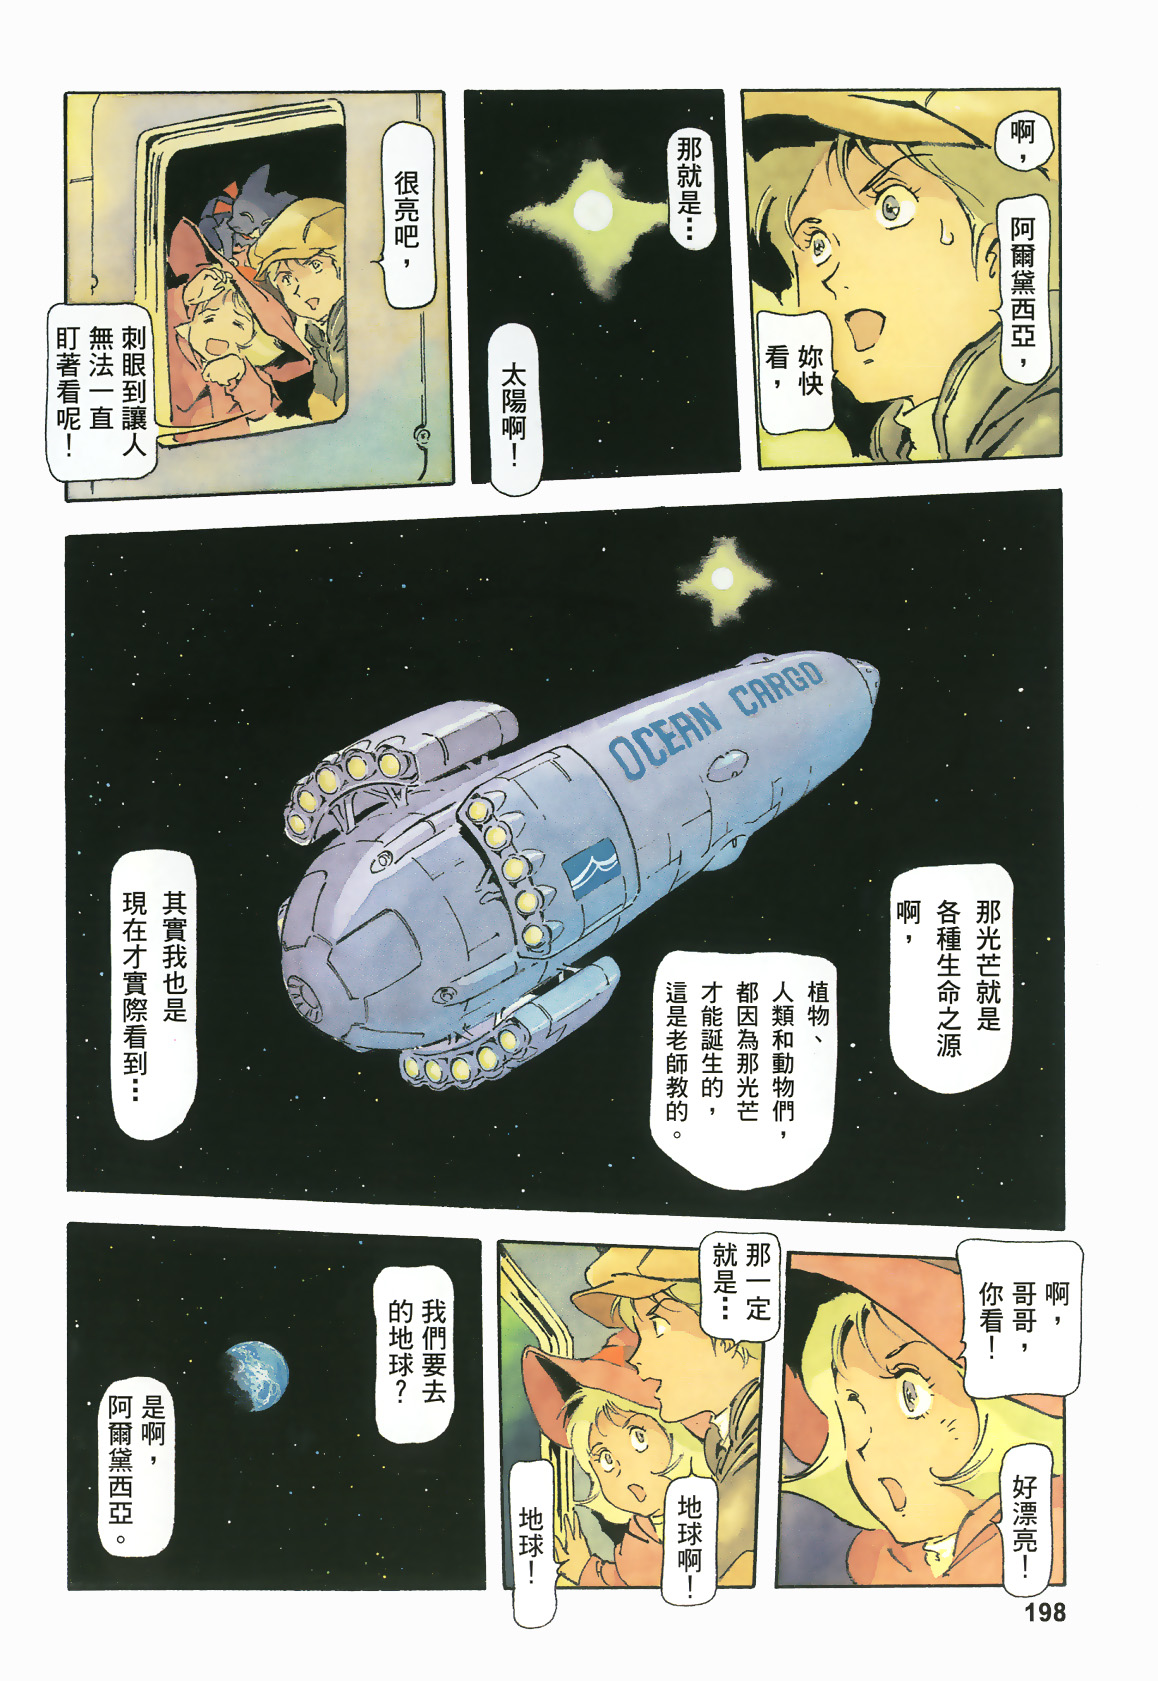 啊，
阿爾黛西亞，
妳快
看，
那就是…
太陽啊！
很亮吧，
刺眼到讓人
無法一直
盯著看呢！
OCEAN CARGO
那光芒就是
各種生命之源
啊，
植物、
人類和動物們，
都因為那光芒
才能誕生的，
這是老師教的。
其實我也是
現在才實際看到…
啊，
哥哥，
你看！
好漂亮！
那一定
就是…
地球啊！
地球！
我們要去
的地球？
是啊，
阿爾黛西亞。
198